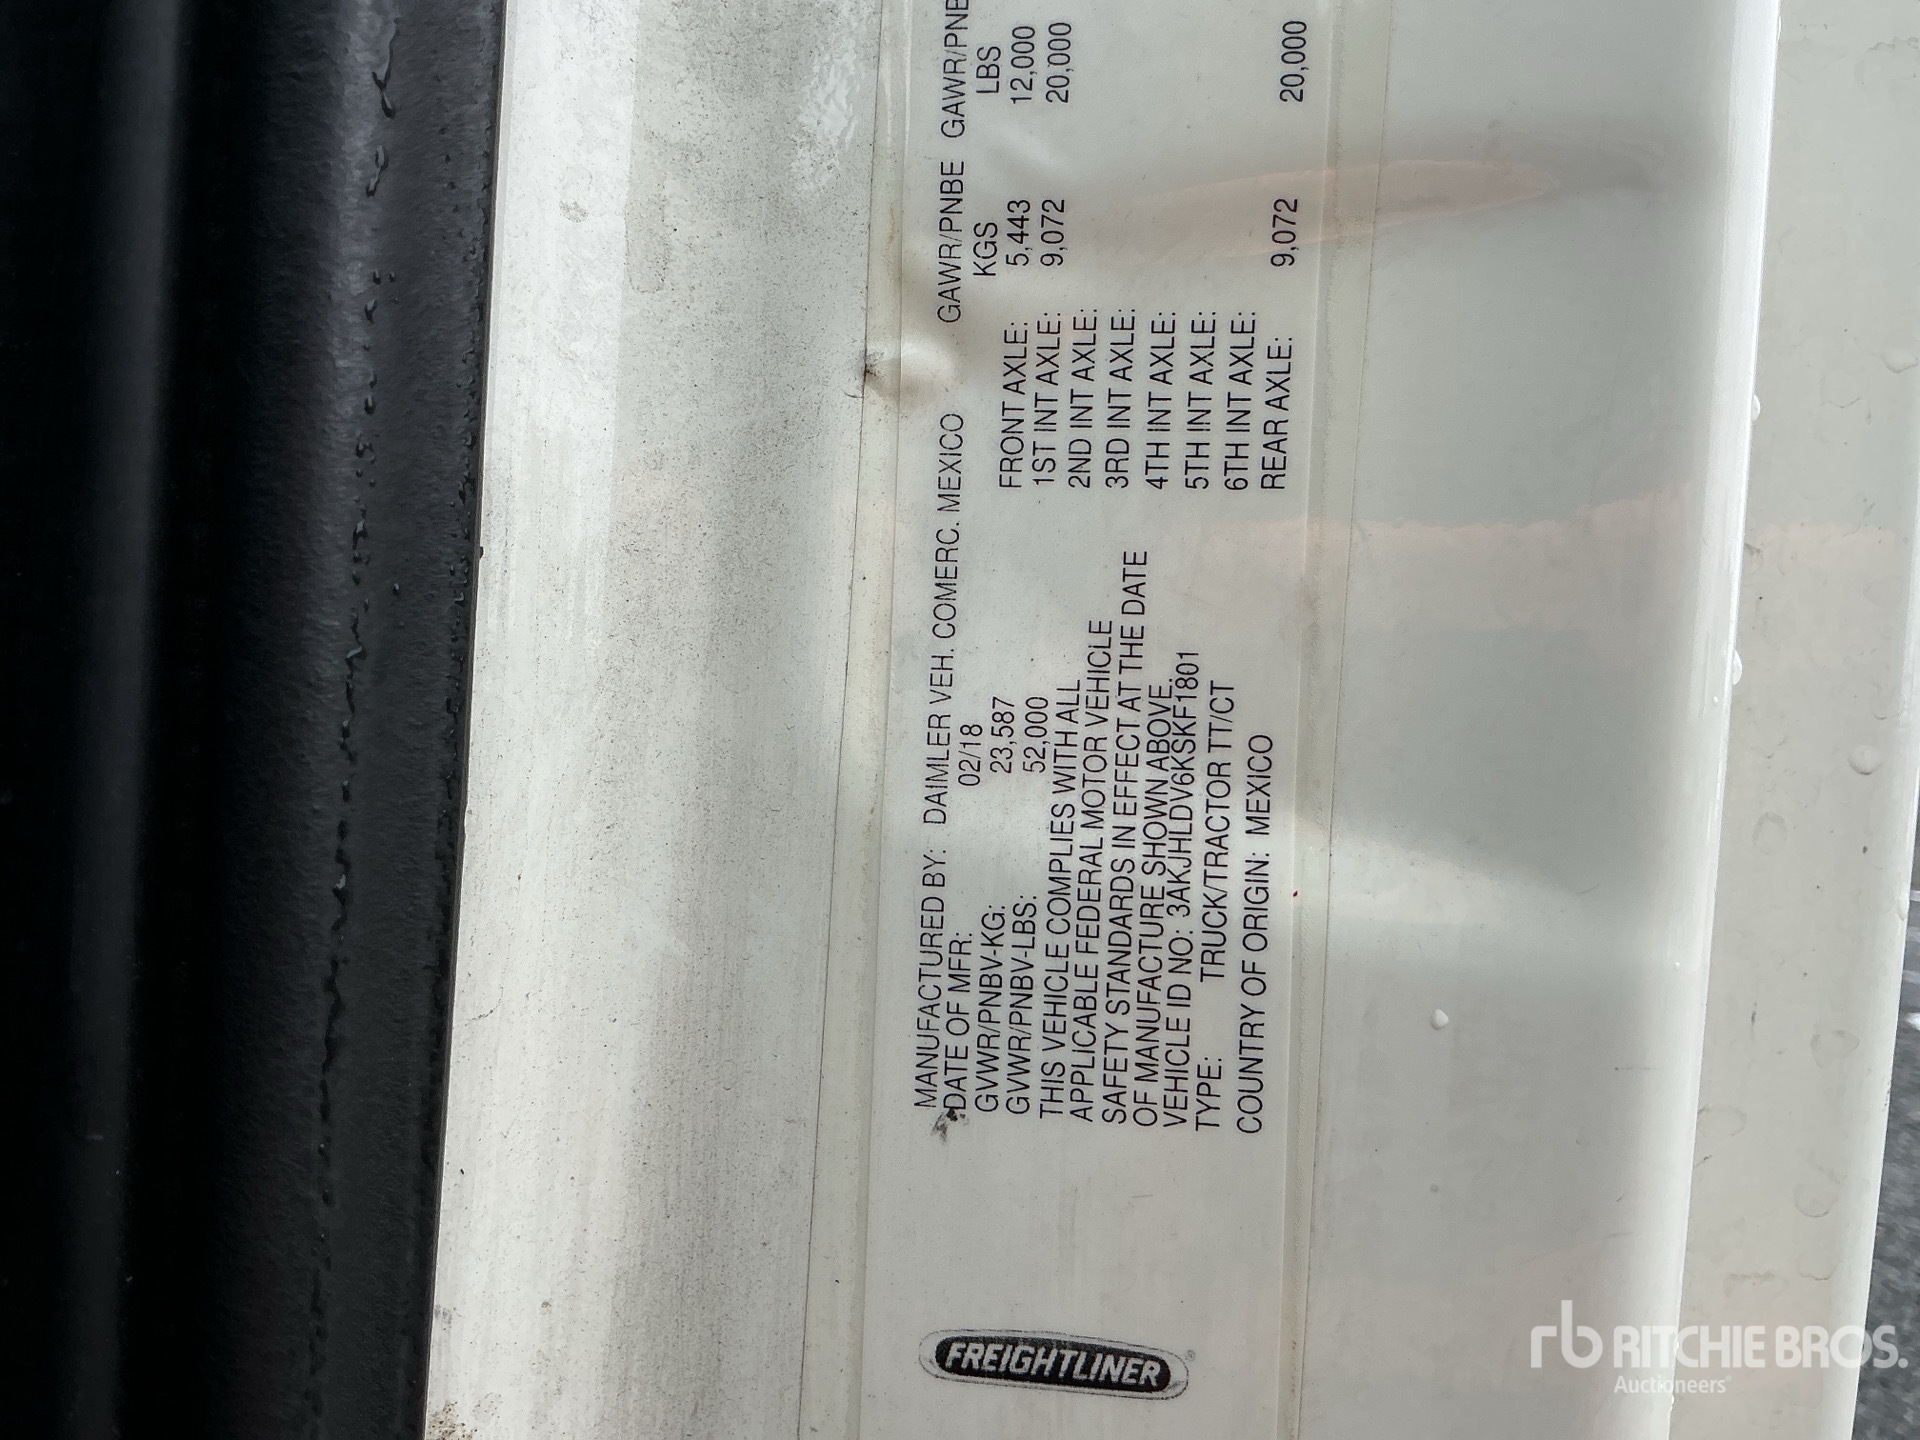 FREIGHTLINER
MANUFACTURED BY: DAIMLER VEH. COMERC. MEXICO
DATE OF MFR: 02/18
GVWR/PNBV-KG: 23,587
GVWR/PNBV-LBS: 52,000
THIS VEHICLE COMPLIES WITH ALL
APPLICABLE FEDERAL MOTOR VEHICLE
SAFETY STANDARDS IN EFFECT AT THE DATE
OF MANUFACTURE SHOWN ABOVE.
VEHICLE ID NO: 3AKJHLDV6KSKF1801
TYPE: TRUCK/TRACTOR TT/CT
COUNTRY OF ORIGIN: MEXICO
GAWR/PNBE GAWR/PNBE
KGS LBS
FRONT AXLE: 5,443 12,000
1ST INT AXLE: 9,072 20,000
2ND INT AXLE:
3RD INT AXLE:
4TH INT AXLE:
5TH INT AXLE:
6TH INT AXLE:
REAR AXLE: 9,072 20,000
rb RITCHIE BROS.
Auctioneers